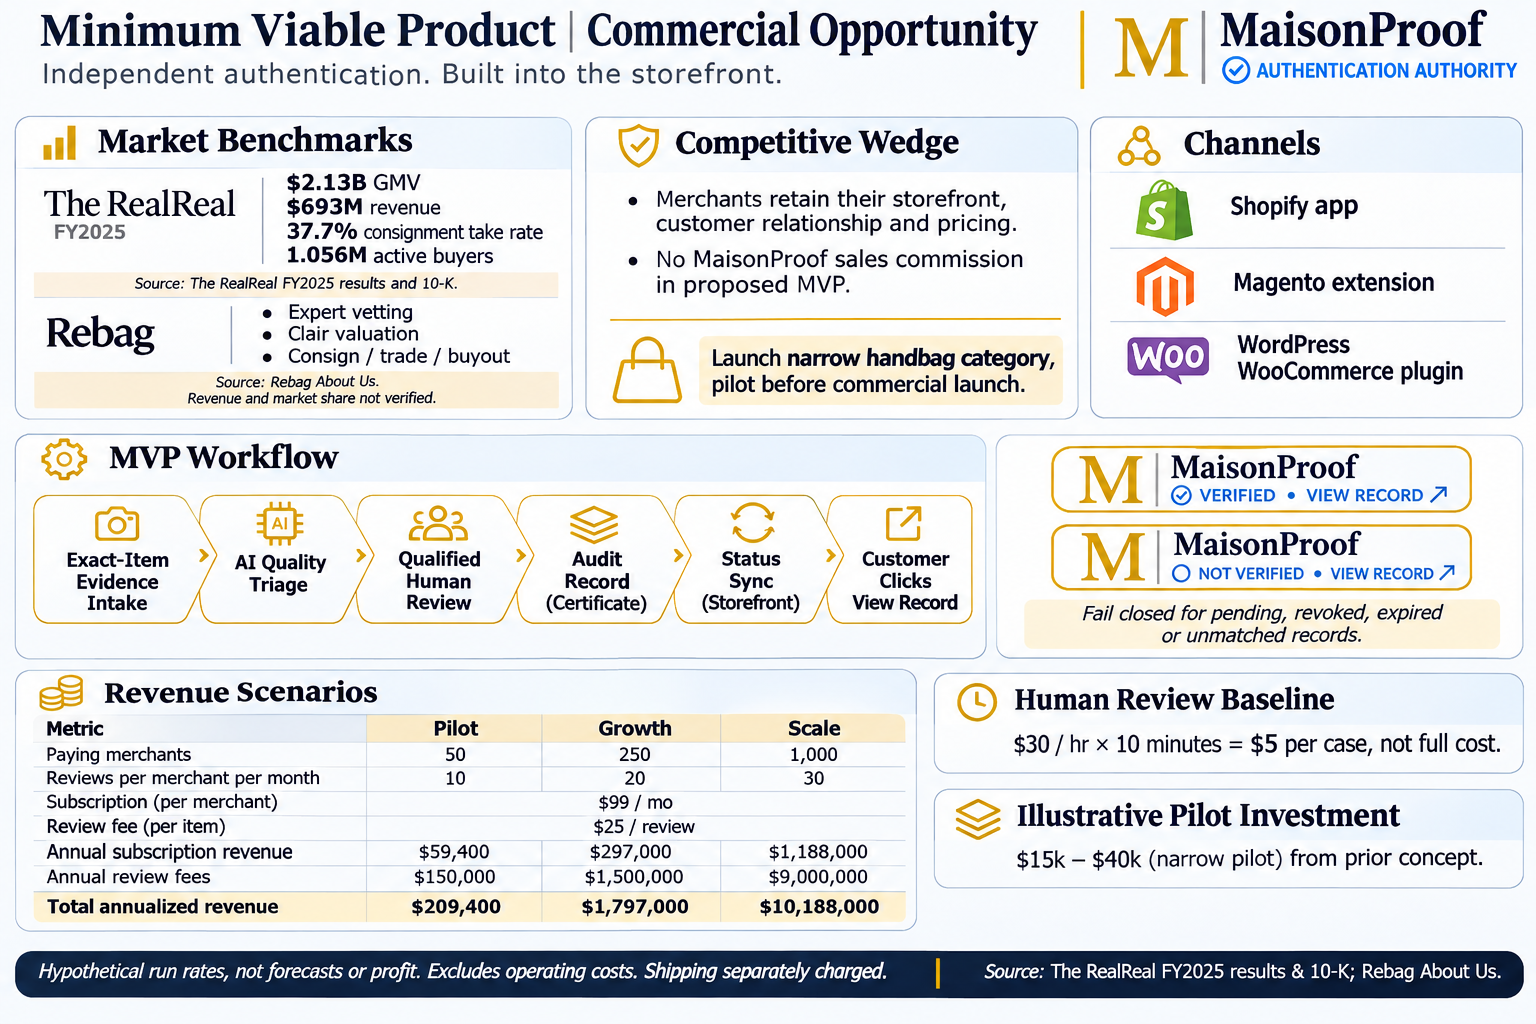 Minimum Viable Product | Commercial Opportunity
Independent authentication. Built into the storefront.
M | MaisonProof
AUTHENTICATION AUTHORITY
Market Benchmarks
The RealReal
FY2025
$2.13B GMV
$693M revenue
37.7% consignment take rate
1.056M active buyers
Source: The RealReal FY2025 results and 10-K.
Rebag
● Expert vetting
● Clair valuation
● Consign / trade / buyout
Source: Rebag About Us.
Revenue and market share not verified.
Competitive Wedge
● Merchants retain their storefront,
customer relationship and pricing.
● No MaisonProof sales commission
in proposed MVP.
Launch narrow handbag category,
pilot before commercial launch.
Channels
S
Shopify app
Magento extension
Woo
WordPress
WooCommerce plugin
MVP Workflow
Exact-Item
Evidence
Intake
AI
AI Quality
Triage
Qualified
Human
Review
Audit
Record
(Certificate)
Status
Sync
(Storefront)
Customer
Clicks
View Record
M | MaisonProof
VERIFIED • VIEW RECORD ↗
M | MaisonProof
NOT VERIFIED • VIEW RECORD ↗
Fail closed for pending, revoked, expired
or unmatched records.
Revenue Scenarios
Metric Pilot Growth Scale
Paying merchants 50 250 1,000
Reviews per merchant per month 10 20 30
Subscription (per merchant) $99 / mo
Review fee (per item) $25 / review
Annual subscription revenue $59,400 $297,000 $1,188,000
Annual review fees $150,000 $1,500,000 $9,000,000
Total annualized revenue $209,400 $1,797,000 $10,188,000
Human Review Baseline
$30 / hr × 10 minutes = $5 per case, not full cost.
Illustrative Pilot Investment
$15k – $40k (narrow pilot) from prior concept.
Hypothetical run rates, not forecasts or profit. Excludes operating costs. Shipping separately charged.
Source: The RealReal FY2025 results & 10-K; Rebag About Us.